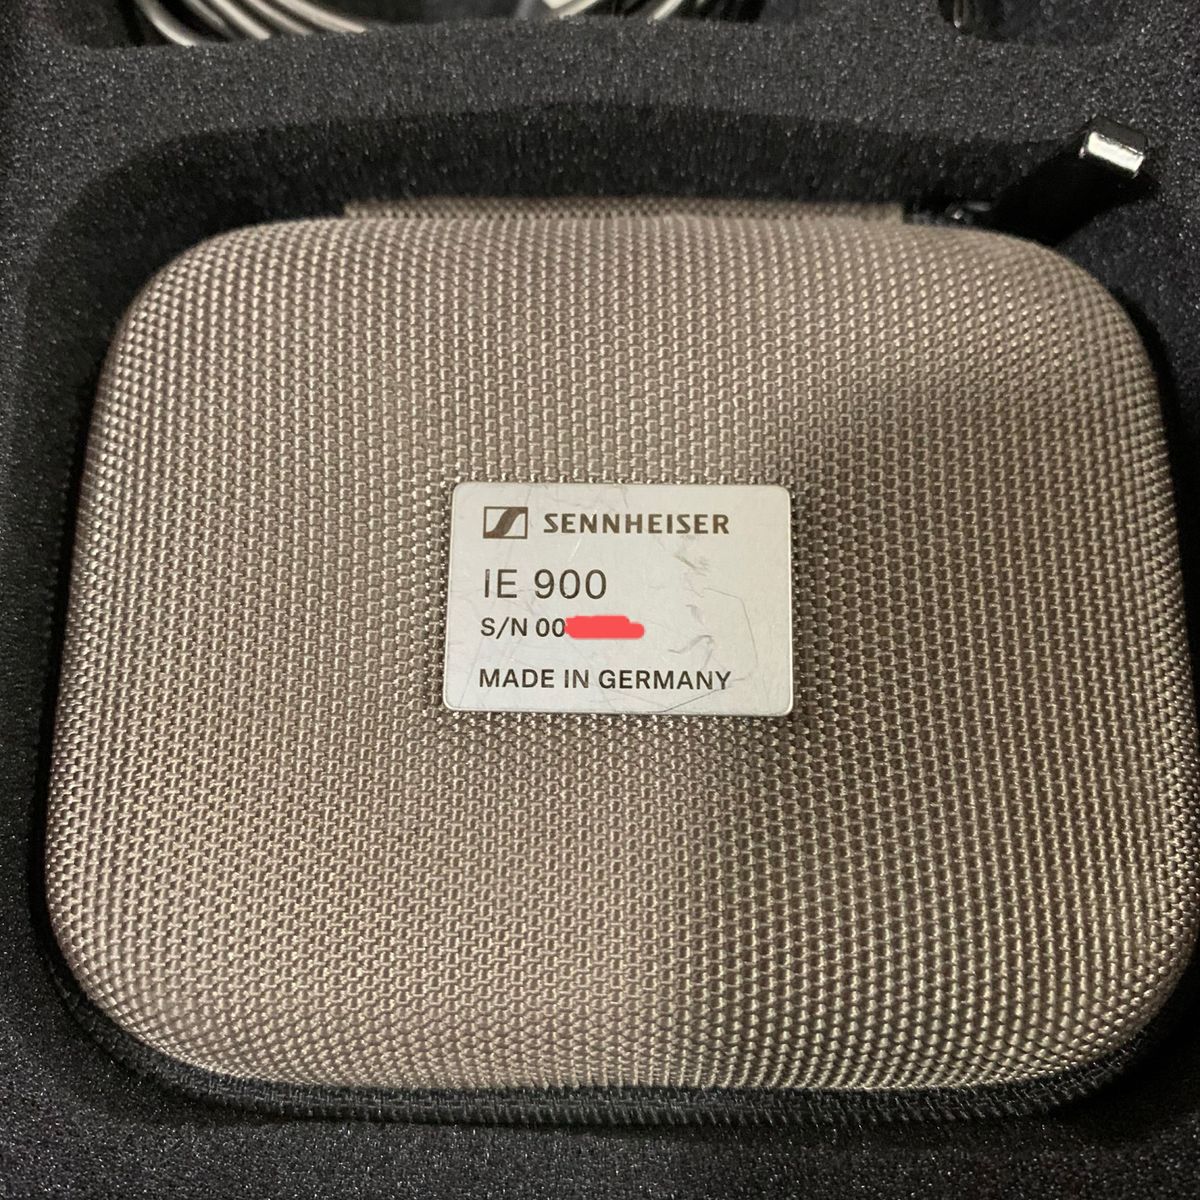 SENNHEISER
IE 900
S/N 00
MADE IN GERMANY